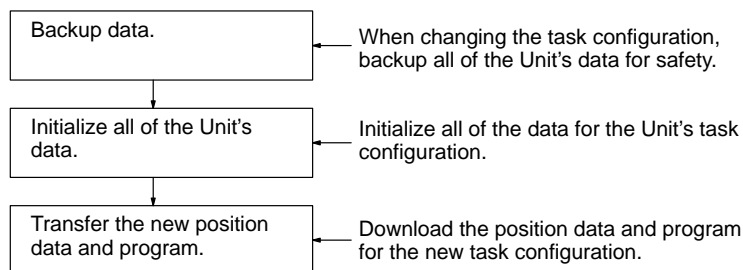 Backup data.
When changing the task configuration,
backup all of the Unit's data for safety.
Initialize all of the Unit's
data.
Initialize all of the data for the Unit's task
configuration.
Transfer the new position
data and program.
Download the position data and program
for the new task configuration.